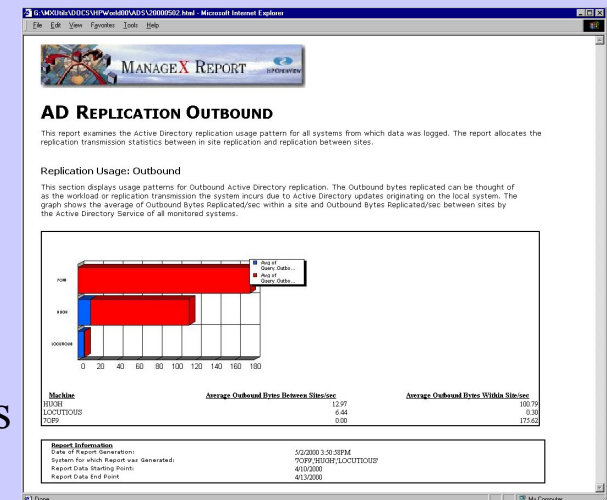 G:\MXUtils\DOCS\HPWorld00\ADS\20000502.html - Microsoft Internet Explorer
File Edit View Favorites Tools Help
MANAGEX REPORT
HP OPENVIEW
AD REPLICATION OUTBOUND
This report examines the Active Directory replication usage pattern for all systems from which data was logged. The report allocates the
replication transmission statistics between in site replication and replication between sites.
Replication Usage: Outbound
This section displays usage patterns for Outbound Active Directory replication. The Outbound bytes replicated can be thought of
as the workload or replication transmission the system incurs due to Active Directory updates originating on the local system. The
graph shows the average of Outbound Bytes Replicated/sec within a site and Outbound Bytes Replicated/sec between sites by
the Active Directory Service of all monitored systems.
Avg of
Query.Outbo...
Avg of
Query.Outbo...
7OF9
HUGH
LOCUTIOUS
0 20 40 60 80 100 120 140 160 180
Machine Average Outbound Bytes Between Sites/sec Average Outbound Bytes Within Site/sec
HUGH 12.97 100.79
LOCUTIOUS 6.44 0.30
7OF9 0.00 175.62
s
Report Information
Date of Report Generation: 5/2/2000 3:50:58PM
System for which Report was Generated: '7OF9','HUGH','LOCUTIOUS'
Report Data Starting Point: 4/10/2000
Report Data End Point 4/13/2000
Done My Computer